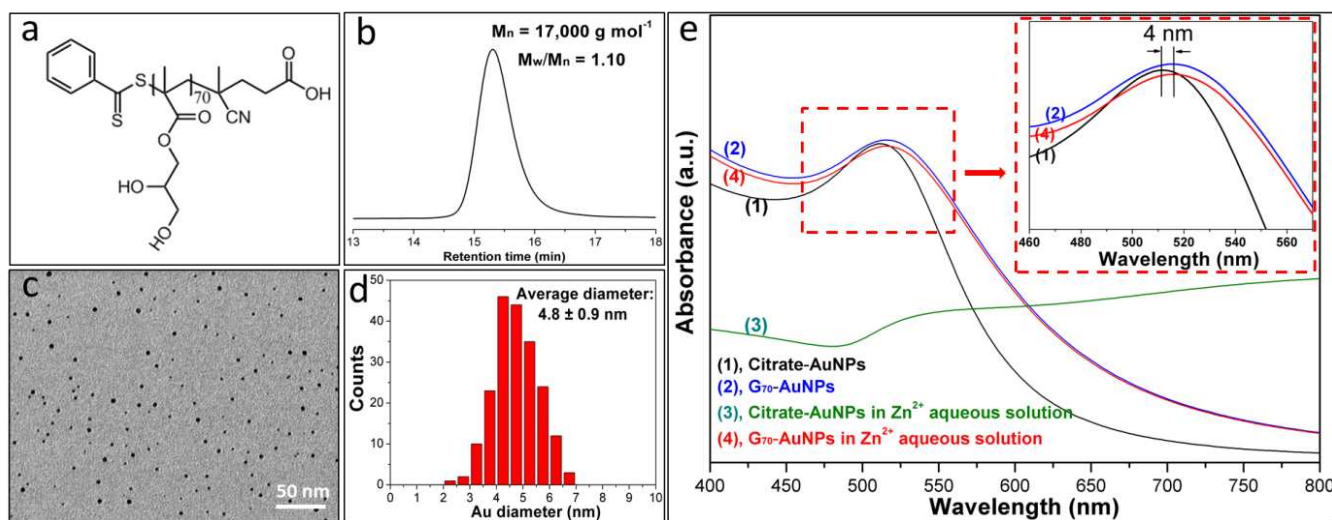 a
S
S
70
CN
O
OH
O
O
HO
HO
b
Mn = 17,000 g mol⁻¹
Mw/Mn = 1.10
13 14 15 16 17 18
Retention time (min)
c
50 nm
d
Average diameter:
4.8 ± 0.9 nm
50
40
30
20
10
0
Counts
0 1 2 3 4 5 6 7 8 9 10
Au diameter (nm)
e
Absorbance (a.u.)
(2)
(4)
(1)
(3)
(1), Citrate-AuNPs
(2), G₇₀-AuNPs
(3), Citrate-AuNPs in Zn²⁺ aqueous solution
(4), G₇₀-AuNPs in Zn²⁺ aqueous solution
400 450 500 550 600 650 700 750 800
Wavelength (nm)
4 nm
(2)
(4)
(1)
460 480 500 520 540 560
Wavelength (nm)